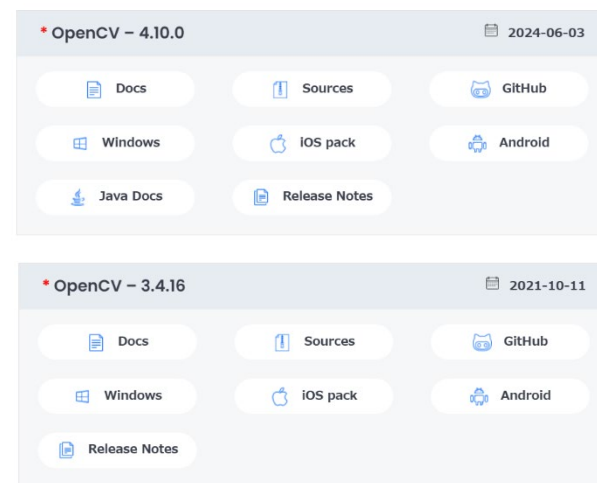 * OpenCV – 4.10.0 2024-06-03
Docs Sources GitHub
Windows iOS pack Android
Java Docs Release Notes
* OpenCV – 3.4.16 2021-10-11
Docs Sources GitHub
Windows iOS pack Android
Release Notes